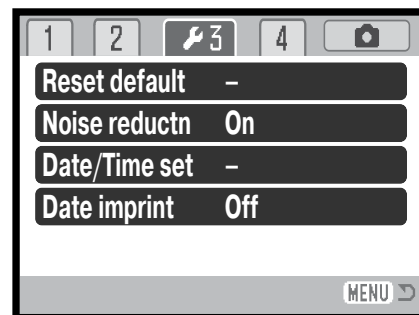 1 2 3 4
Reset default –
Noise reductn On
Date/Time set –
Date imprint Off
MENU